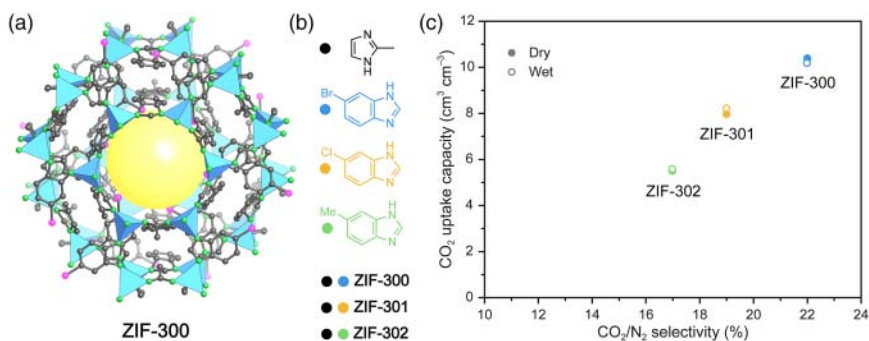 (a)
ZIF-300
(b)
N
N
H
Br
H
N
N
Cl
H
N
N
Me
H
N
N
ZIF-300
ZIF-301
ZIF-302
(c)
CO₂ uptake capacity (cm³ cm⁻³)
12
10
8
6
4
2
0
Dry
Wet
ZIF-300
ZIF-301
ZIF-302
10 12 14 16 18 20 22 24
CO₂/N₂ selectivity (%)